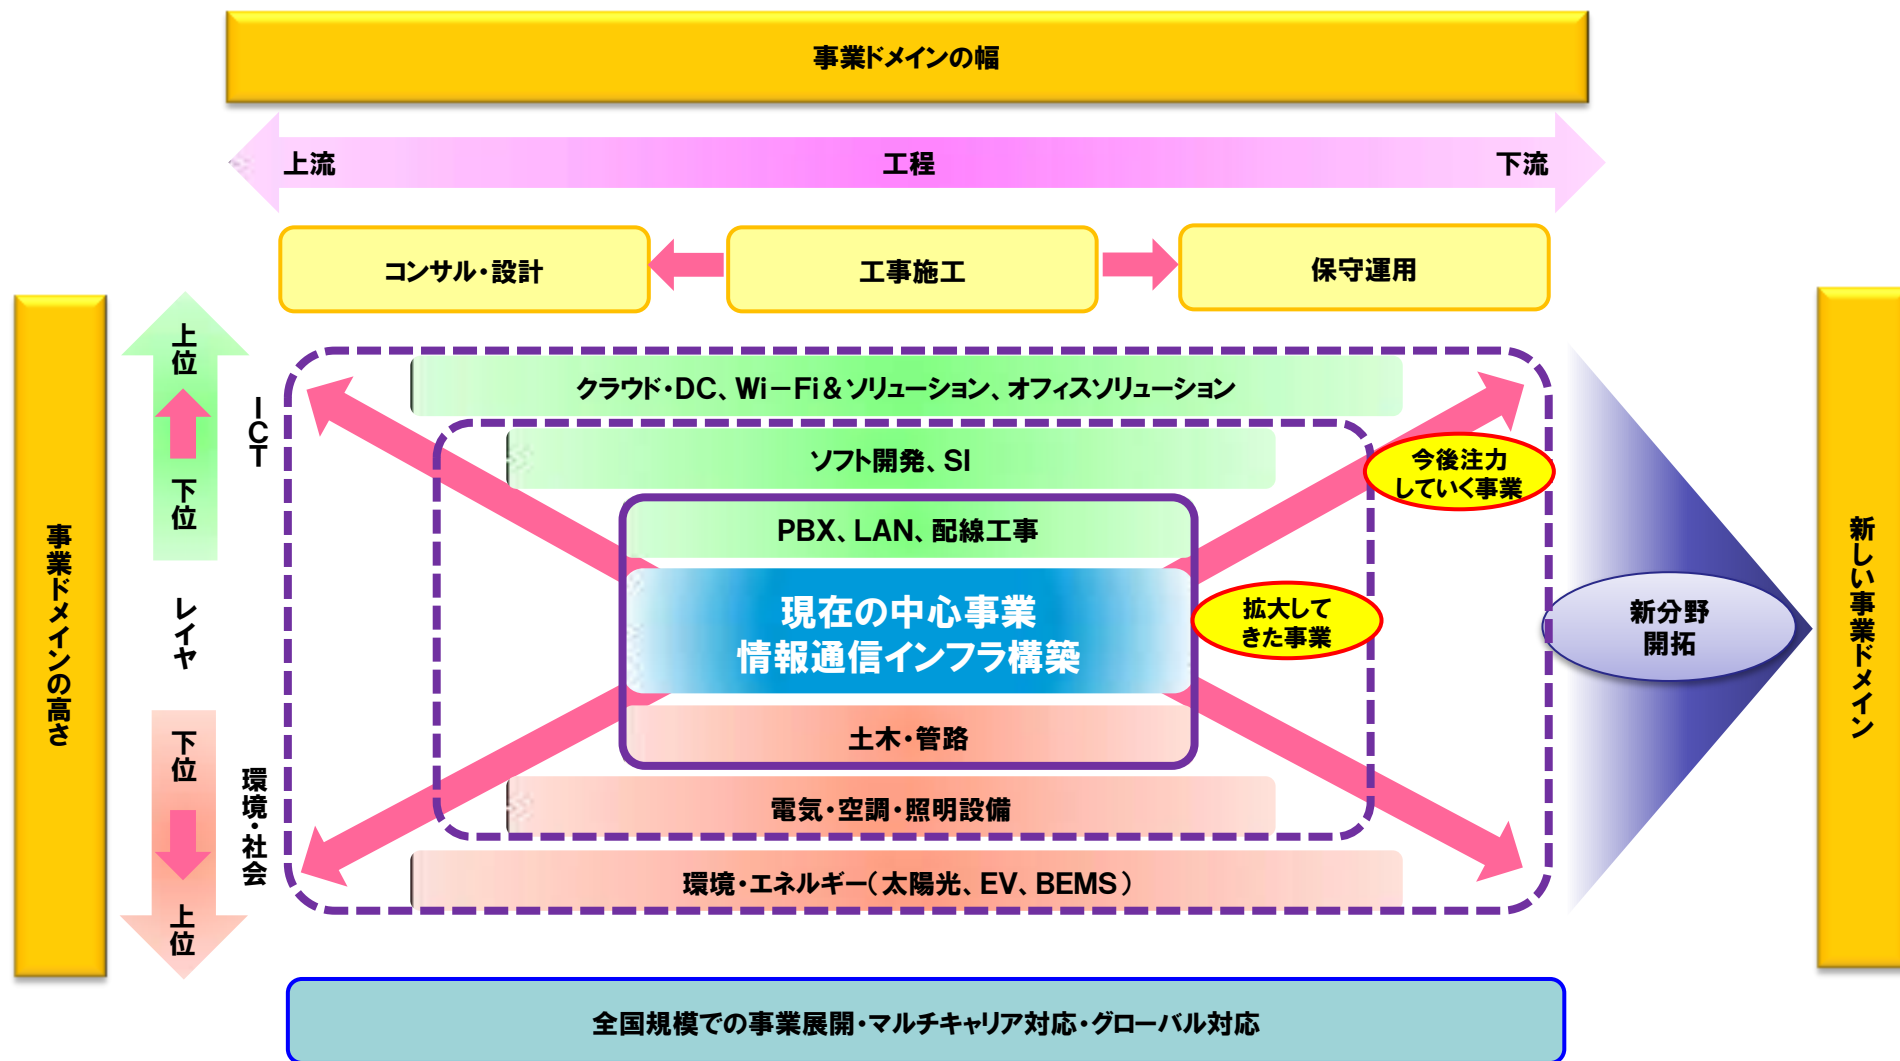 事業ドメインの幅
上流
工程
下流
コンサル・設計
工事施工
保守運用
事業ドメインの高さ
上位
下位
ICT
レイヤ
下位
上位
環境・社会
クラウド・DC、Wi－Fi＆ソリューション、オフィスソリューション
ソフト開発、SI
PBX、LAN、配線工事
現在の中心事業
情報通信インフラ構築
土木・管路
電気・空調・照明設備
環境・エネルギー（太陽光、EV、BEMS）
今後注力
していく事業
拡大して
きた事業
新分野
開拓
新しい事業ドメイン
全国規模での事業展開・マルチキャリア対応・グローバル対応